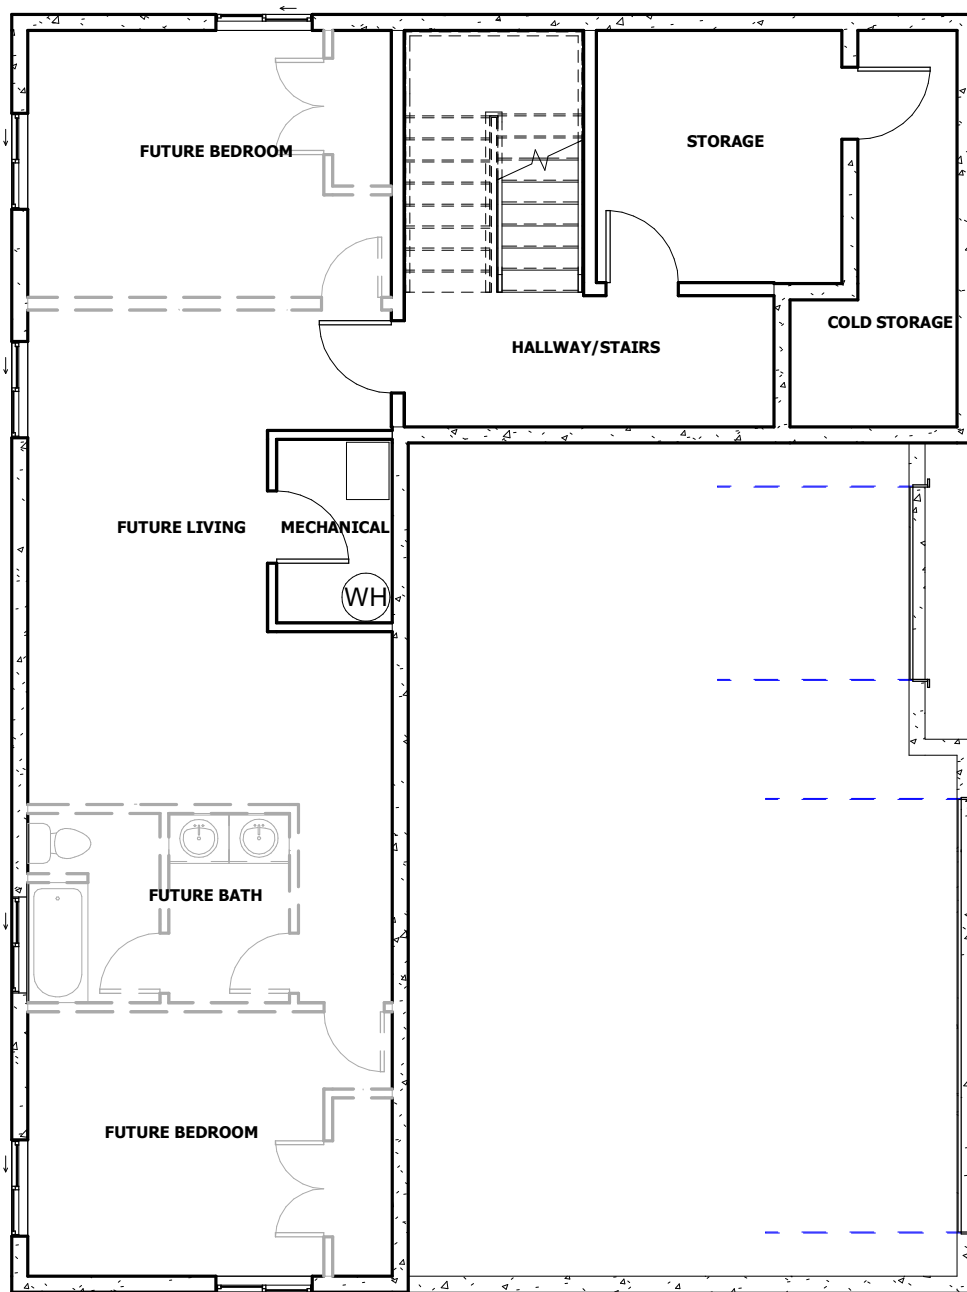 FUTURE BEDROOM
STORAGE
COLD STORAGE
HALLWAY/STAIRS
FUTURE LIVING
MECHANICAL
WH
FUTURE BATH
FUTURE BEDROOM